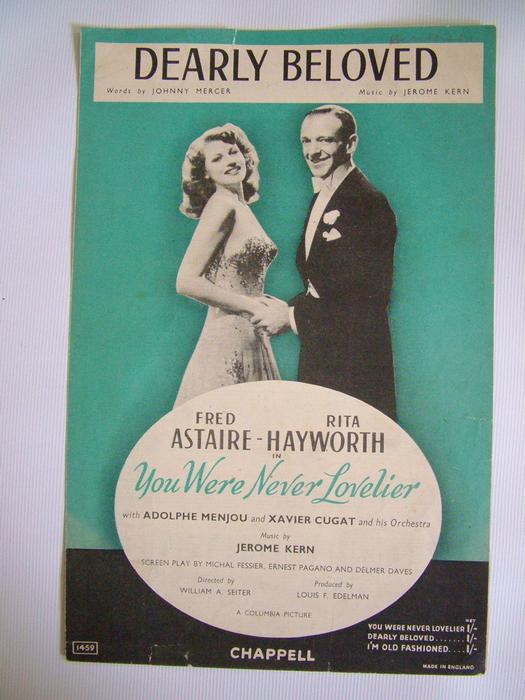 DEARLY BELOVED
Words by JOHNNY MERCER Music by JEROME KERN
FRED RITA
ASTAIRE - HAYWORTH
IN
You Were Never Lovelier
with ADOLPHE MENJOU and XAVIER CUGAT and his Orchestra
Music by
JEROME KERN
SCREEN PLAY BY MICHAL FESSIER, ERNEST PAGANO AND DELMER DAVES
Directed by Produced by
WILLIAM A. SEITER LOUIS F. EDELMAN
A COLUMBIA PICTURE
NET
YOU WERE NEVER LOVELIER 1/-
DEARLY BELOVED....... 1/-
I'M OLD FASHIONED.... 1/-
1459
CHAPPELL
MADE IN ENGLAND